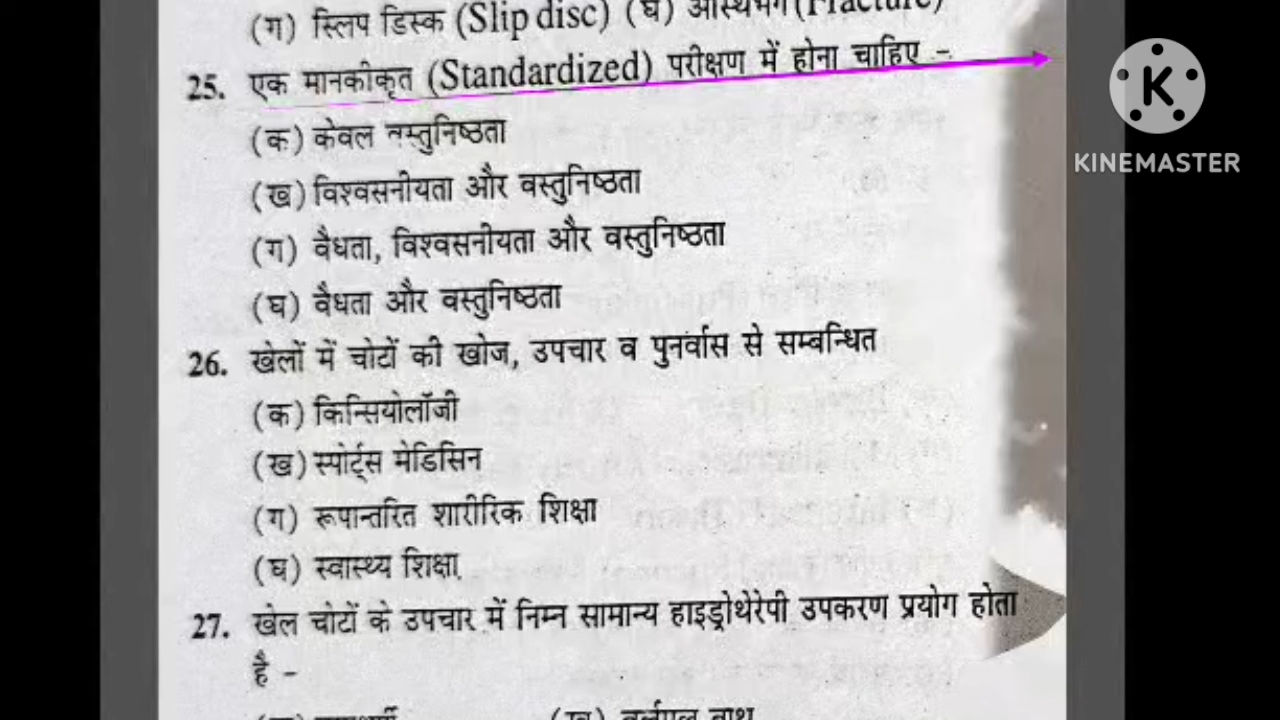 (ग) स्लिप डिस्क (Slip disc) (घ) अस्थिभंग (Fracture)
25. एक मानकीकृत (Standardized) परीक्षण में होना चाहिए -
(क) केवल वस्तुनिष्ठता
(ख) विश्वसनीयता और वस्तुनिष्ठता
(ग) वैधता, विश्वसनीयता और वस्तुनिष्ठता
(घ) वैधता और वस्तुनिष्ठता
26. खेलों में चोटों की खोज, उपचार व पुनर्वास से सम्बन्धित
(क) किन्सियोलॉजी
(ख) स्पोर्ट्स मेडिसिन
(ग) रूपान्तरित शारीरिक शिक्षा
(घ) स्वास्थ्य शिक्षा
27. खेल चोटों के उपचार में निम्न सामान्य हाइड्रोथेरेपी उपकरण प्रयोग होता
है -
(ख)
K
KINEMASTER